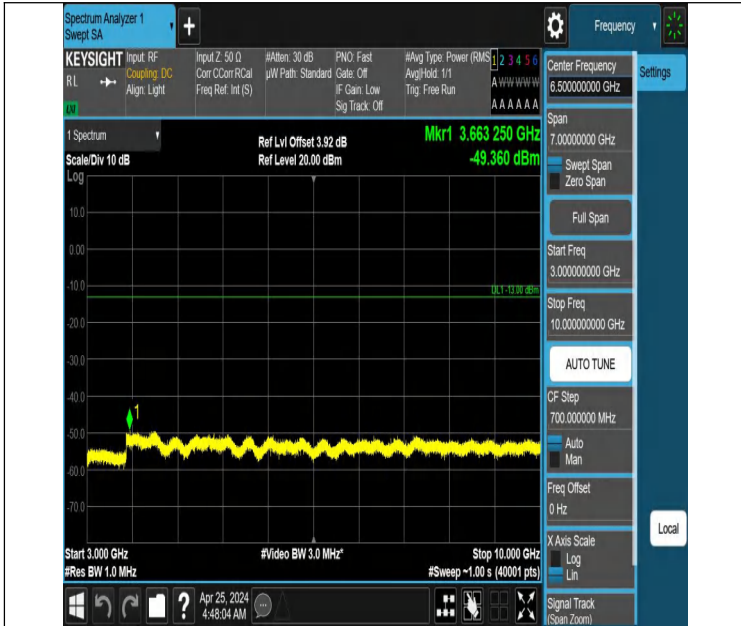 Spectrum Analyzer 1
Swept SA
+
Frequency
KEYSIGHT
RL
Input: RF
Coupling: DC
Align: Light
Input Z: 50 Ω
Corr CCorr RCal
Freq Ref: Int (S)
#Atten: 30 dB
µW Path: Standard
PNO: Fast
Gate: Off
IF Gain: Low
Sig Track: Off
#Avg Type: Power (RMS
Avg|Hold: 1/1
Trig: Free Run
1 2 3 4 5 6
A W W W W W
A A A A A A
Center Frequency
6.500000000 GHz
Settings
Span
7.00000000 GHz
Swept Span
Zero Span
Full Span
Start Freq
3.000000000 GHz
Stop Freq
10.000000000 GHz
AUTO TUNE
CF Step
700.000000 MHz
Auto
Man
Freq Offset
0 Hz
X Axis Scale
Log
Lin
Signal Track
(Span Zoom)
Local
1 Spectrum
Scale/Div 10 dB
Log
Ref Lvl Offset 3.92 dB
Ref Level 20.00 dBm
Mkr1 3.663 250 GHz
-49.360 dBm
10.0
0.00
-10.0
DL1 -13.00 dBm
-20.0
-30.0
-40.0
1
-50.0
-60.0
-70.0
Start 3.000 GHz
#Res BW 1.0 MHz
#Video BW 3.0 MHz*
Stop 10.000 GHz
#Sweep ~1.00 s (40001 pts)
?
Apr 25, 2024
4:48:04 AM